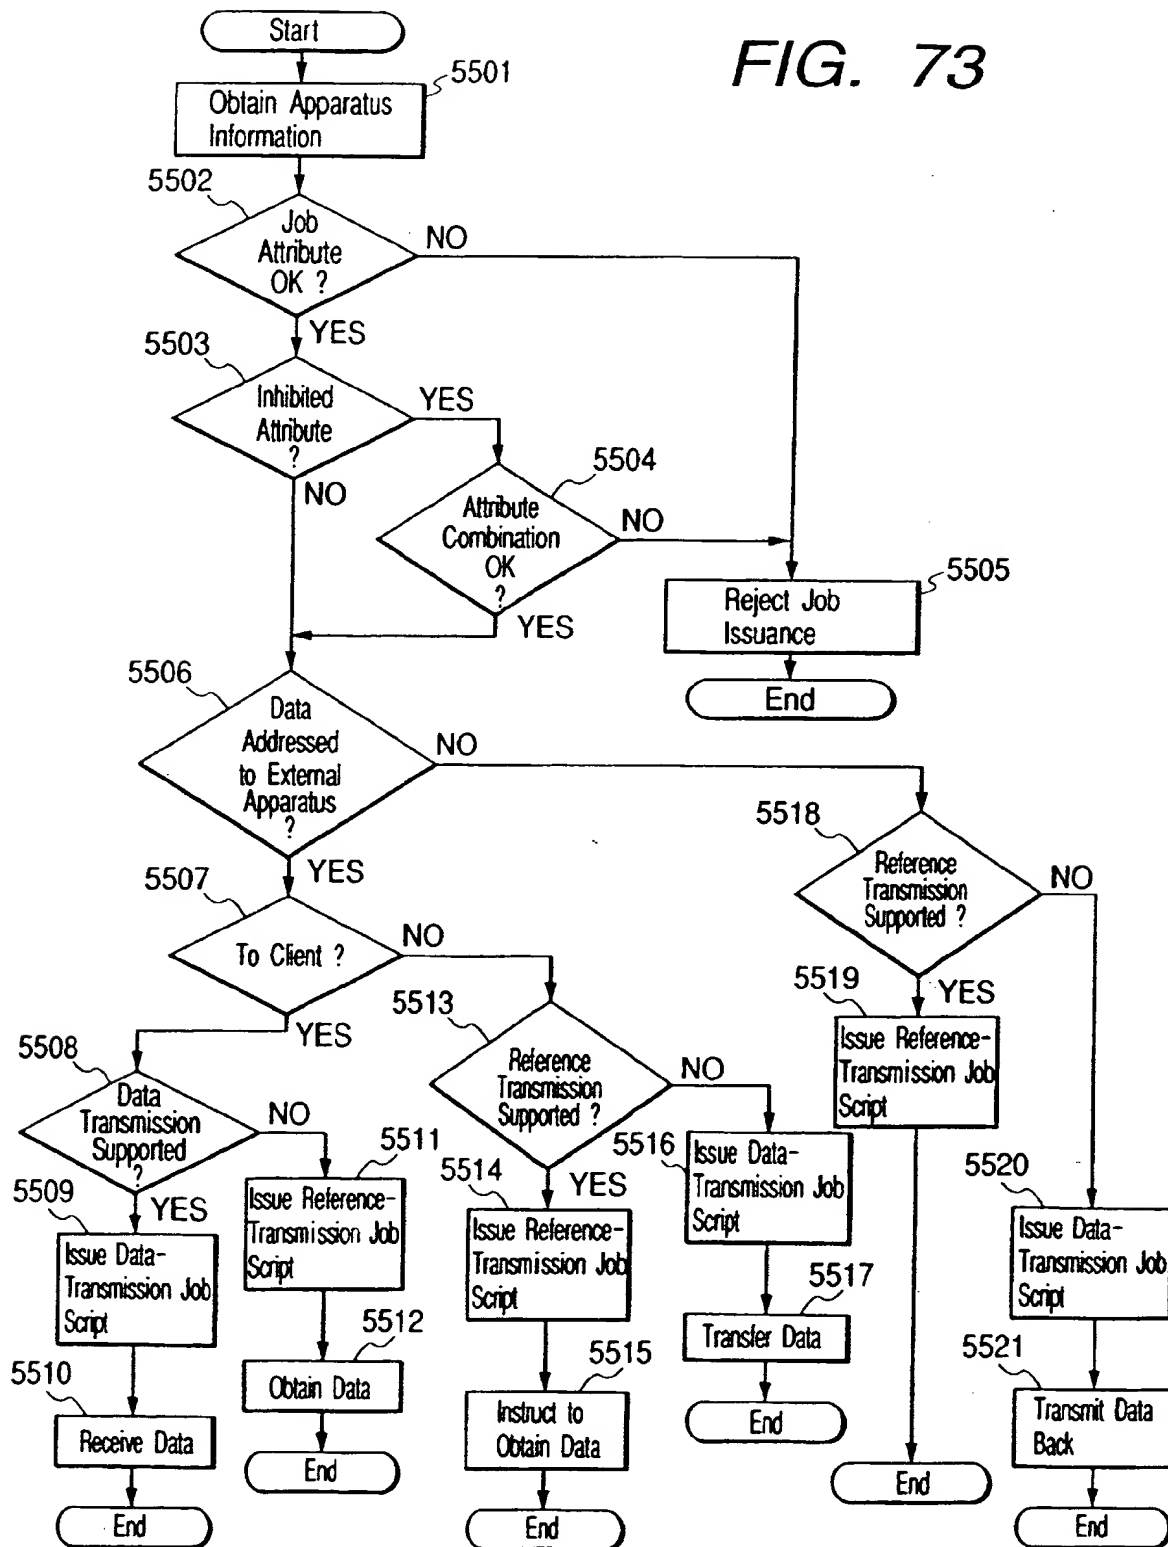 Start
FIG. 73
5501
Obtain Apparatus
Information
5502
Job
Attribute
OK ?
NO
YES
5503
Inhibited
Attribute
?
YES
NO
5504
Attribute
Combination
OK
?
NO
YES
5505
Reject Job
Issuance
End
5506
Data
Addressed
to External
Apparatus
?
NO
YES
5507
To Client ?
NO
YES
5518
Reference
Transmission
Supported ?
NO
YES
5508
Data
Transmission
Supported
?
NO
YES
5513
Reference
Transmission
Supported ?
NO
YES
5519
Issue Reference-
Transmission Job
Script
End
5509
Issue Data-
Transmission Job
Script
5510
Receive Data
End
5511
Issue Reference-
Transmission Job
Script
5512
Obtain Data
End
5514
Issue Reference-
Transmission Job
Script
5515
Instruct to
Obtain Data
End
5516
Issue Data-
Transmission Job
Script
5517
Transfer Data
End
5520
Issue Data-
Transmission Job
Script
5521
Transmit Data
Back
End